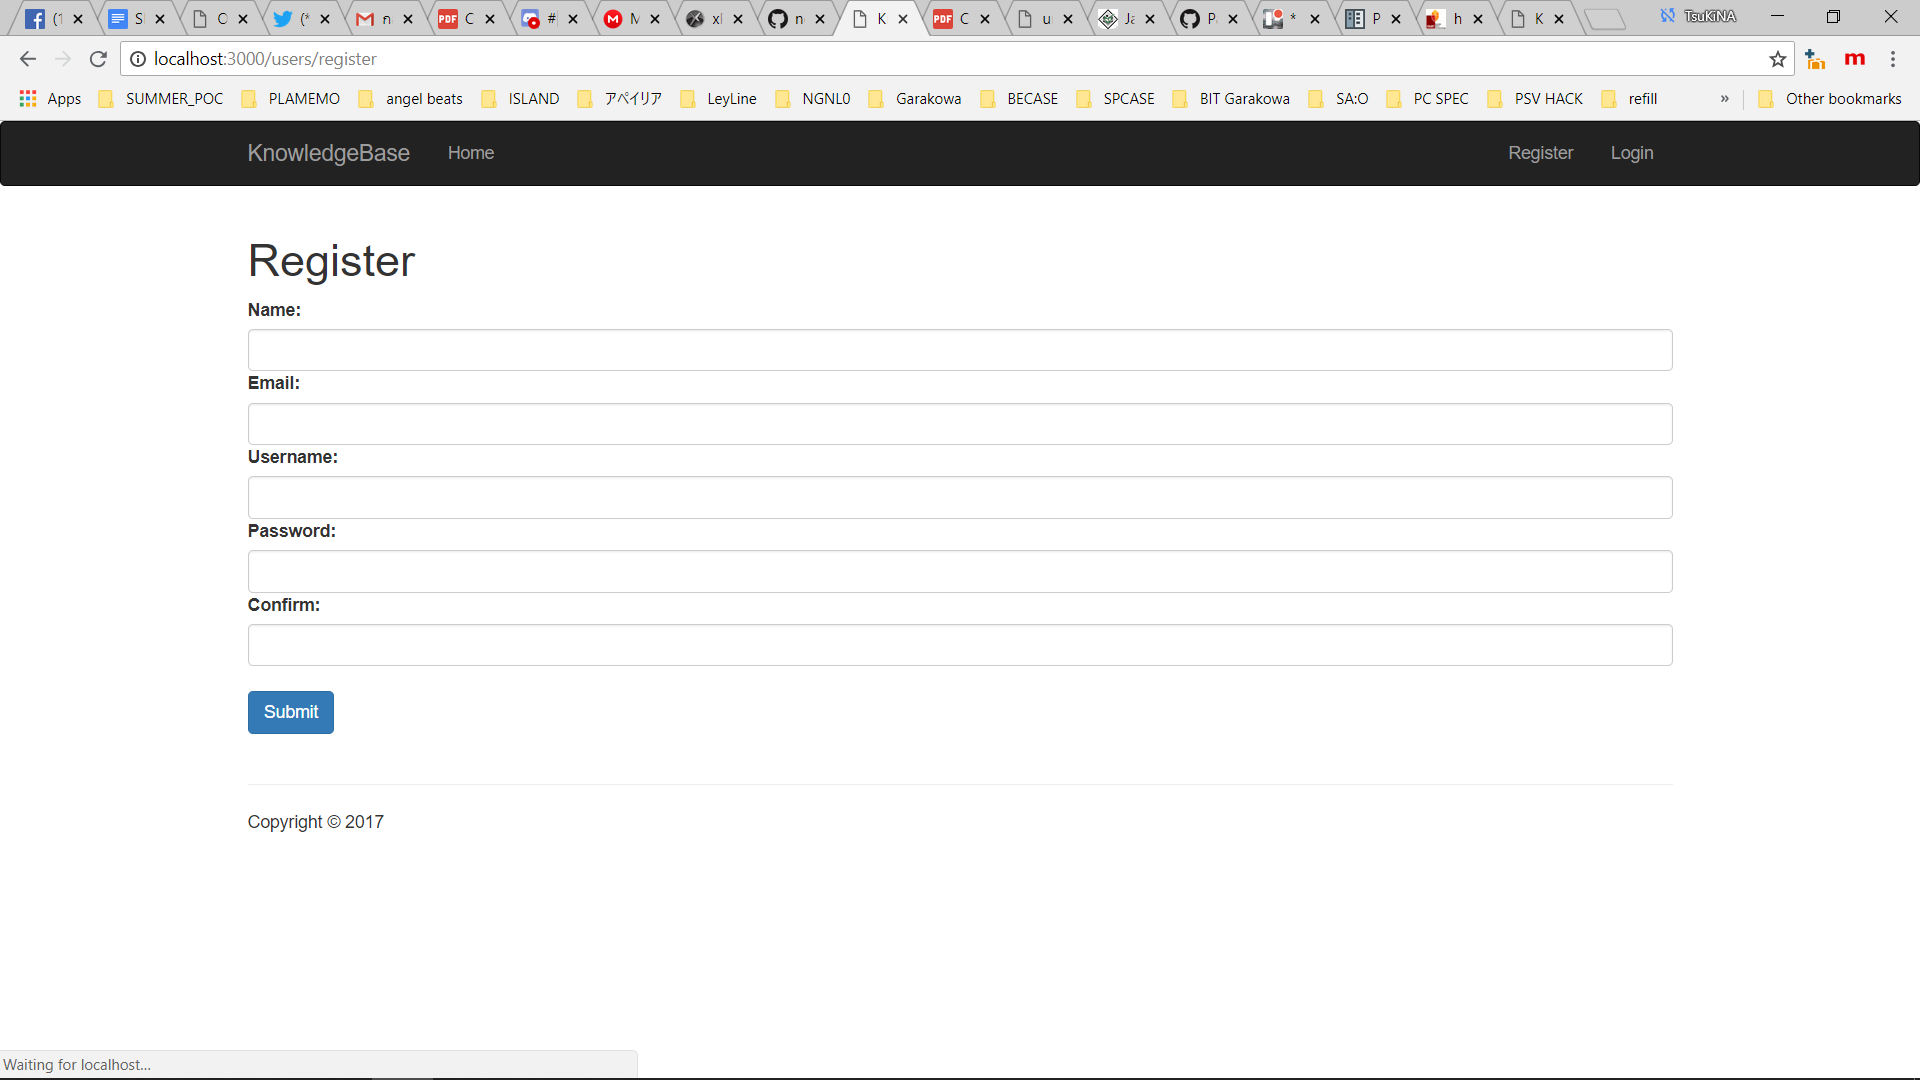 TsuKiNA
localhost:3000/users/register
Apps SUMMER_POC PLAMEMO angel beats ISLAND アペイリア LeyLine NGNL0 Garakowa BECASE SPCASE BIT Garakowa SA:O PC SPEC PSV HACK refill » Other bookmarks
KnowledgeBase Home Register Login
Register
Name:
Email:
Username:
Password:
Confirm:
Submit
Copyright © 2017
Waiting for localhost...